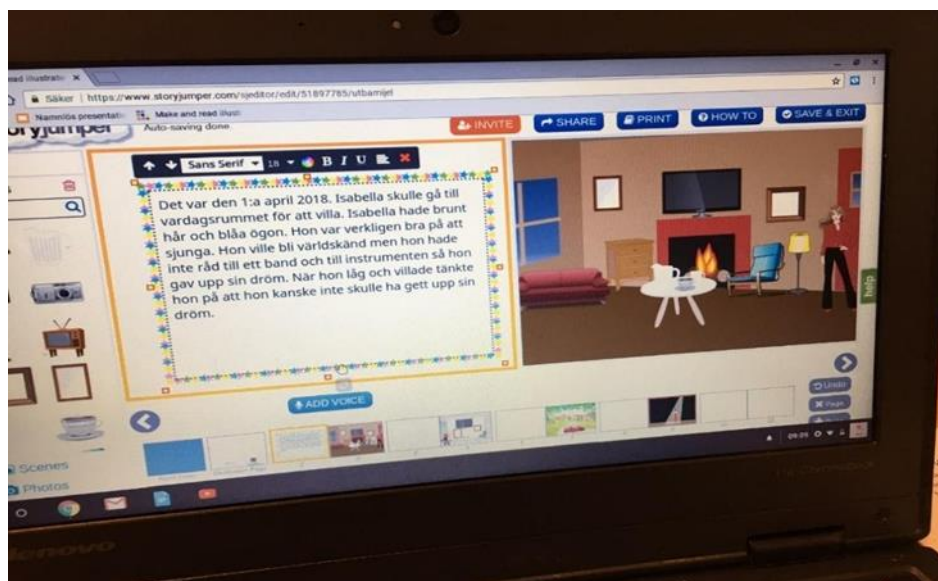 Säker | https://www.storyjumper.com/sjeditor/edit/51897785/utbamijel
Namnlös presentat
Make and read illust
Auto-saving done
INVITE
SHARE
PRINT
HOW TO
SAVE & EXIT
Sans Serif
18
B I U
Det var den 1:a april 2018. Isabella skulle gå till
vardagsrummet för att villa. Isabella hade brunt
hår och blåa ögon. Hon var verkligen bra på att
sjunga. Hon ville bli världskänd men hon hade
inte råd till ett band och till instrumenten så hon
gav upp sin dröm. När hon låg och villade tänkte
hon på att hon kanske inte skulle ha gett upp sin
dröm.
help
ADD VOICE
Undo
Page
Scenes
Photos
09:09
lenovo